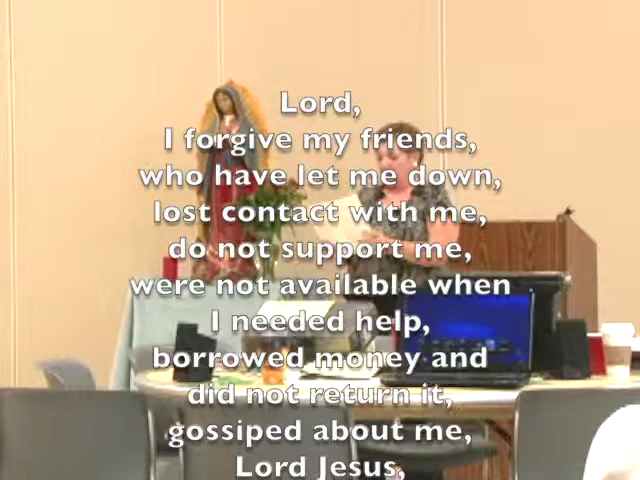 Lord,
I forgive my friends,
who have let me down,
lost contact with me,
do not support me,
were not available when
I needed help,
borrowed money and
did not return it,
gossiped about me,
Lord Jesus,